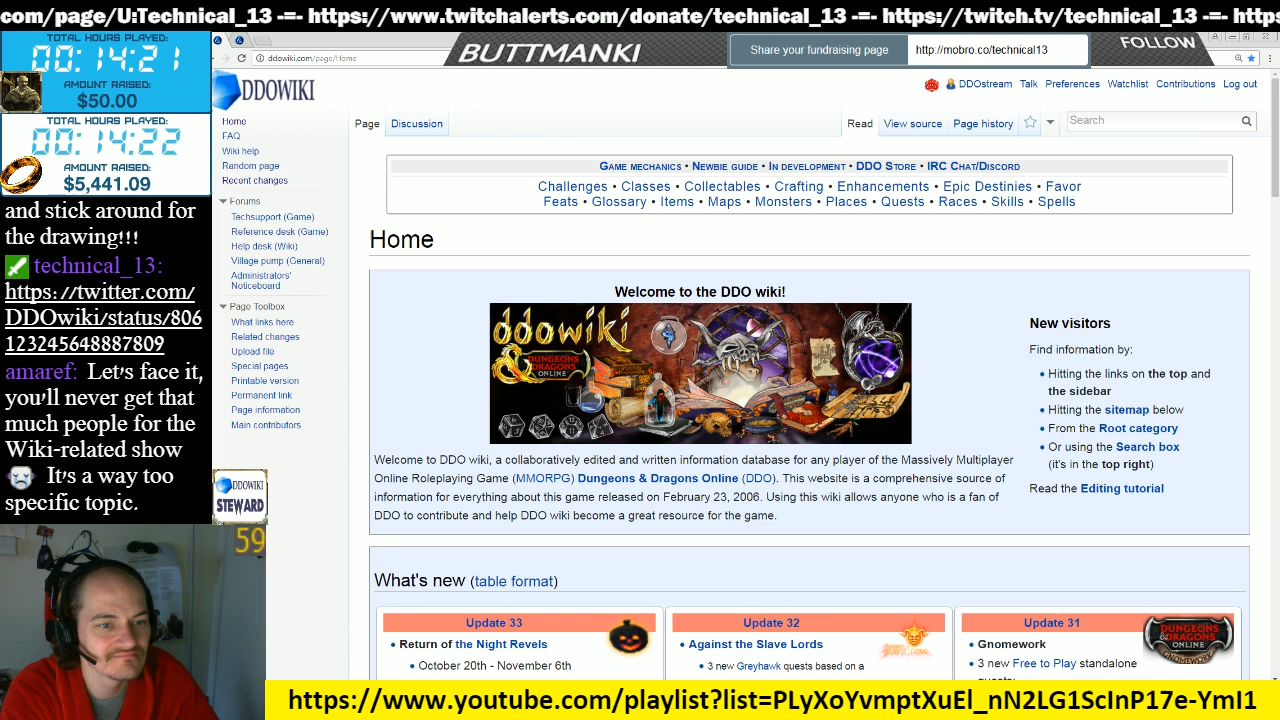 com/page/U:Technical_13 -=- https://www.twitchalerts.com/donate/technical_13 -=- https://twitch.tv/technical_13 -=- https
TOTAL HOURS PLAYED:
00:14:21
AMOUNT RAISED:
$50.00
TOTAL HOURS PLAYED:
00:14:22
AMOUNT RAISED:
$5,441.09
and stick around for
the drawing!!!
technical_13:
https://twitter.com/
DDOwiki/status/806
123245648887809
amaref: Let's face it,
you'll never get that
much people for the
Wiki-related show
It's a way too
specific topic.
59
BUTTMANKI
Share your fundraising page
http://mobro.co/technical13
FOLLOW
ddowiki.com/page/Home
DDOWIKI
DDOstream Talk Preferences Watchlist Contributions Log out
Home
FAQ
Wiki help
Random page
Recent changes
Forums
Techsupport (Game)
Reference desk (Game)
Help desk (Wiki)
Village pump (General)
Administrators'
Noticeboard
Page Toolbox
What links here
Related changes
Upload file
Special pages
Printable version
Permanent link
Page information
Main contributors
DDOWIKI
STEWARD
Page Discussion
Read View source Page history
Search
Game mechanics • Newbie guide • In development • DDO Store • IRC Chat/Discord
Challenges • Classes • Collectables • Crafting • Enhancements • Epic Destinies • Favor
Feats • Glossary • Items • Maps • Monsters • Places • Quests • Races • Skills • Spells
Home
Welcome to the DDO wiki!
ddowiki
DUNGEONS
& DRAGONS
ONLINE
Welcome to DDO wiki, a collaboratively edited and written information database for any player of the Massively Multiplayer
Online Roleplaying Game (MMORPG) Dungeons & Dragons Online (DDO). This website is a comprehensive source of
information for everything about this game released on February 23, 2006. Using this wiki allows anyone who is a fan of
DDO to contribute and help DDO wiki become a great resource for the game.
New visitors
Find information by:
• Hitting the links on the top and
the sidebar
• Hitting the sitemap below
• From the Root category
• Or using the Search box
(it's in the top right)
Read the Editing tutorial
What's new (table format)
Update 33
• Return of the Night Revels
• October 20th - November 6th
Update 32
• Against the Slave Lords
• 3 new Greyhawk quests based on a
Update 31
• Gnomework
• 3 new Free to Play standalone
DUNGEONS
& DRAGONS
ONLINE
https://www.youtube.com/playlist?list=PLyXoYvmptXuEl_nN2LG1ScInP17e-YmI1